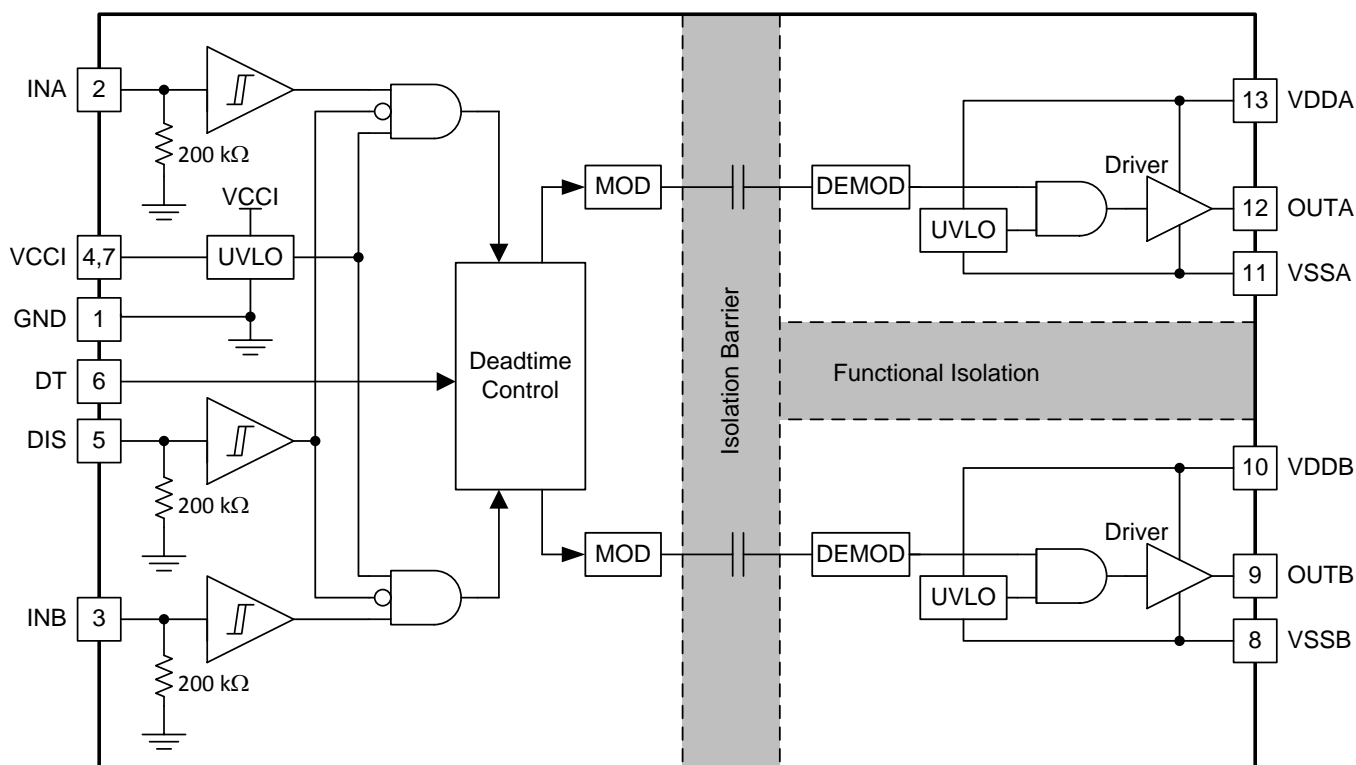 INA
2
200 kΩ
VCCI
VCCI
4,7
UVLO
GND
1
DT
6
DIS
5
200 kΩ
INB
3
200 kΩ
Deadtime
Control
MOD
MOD
Isolation Barrier
Functional Isolation
DEMOD
UVLO
Driver
13
VDDA
12
OUTA
11
VSSA
DEMOD
UVLO
Driver
10
VDDB
9
OUTB
8
VSSB